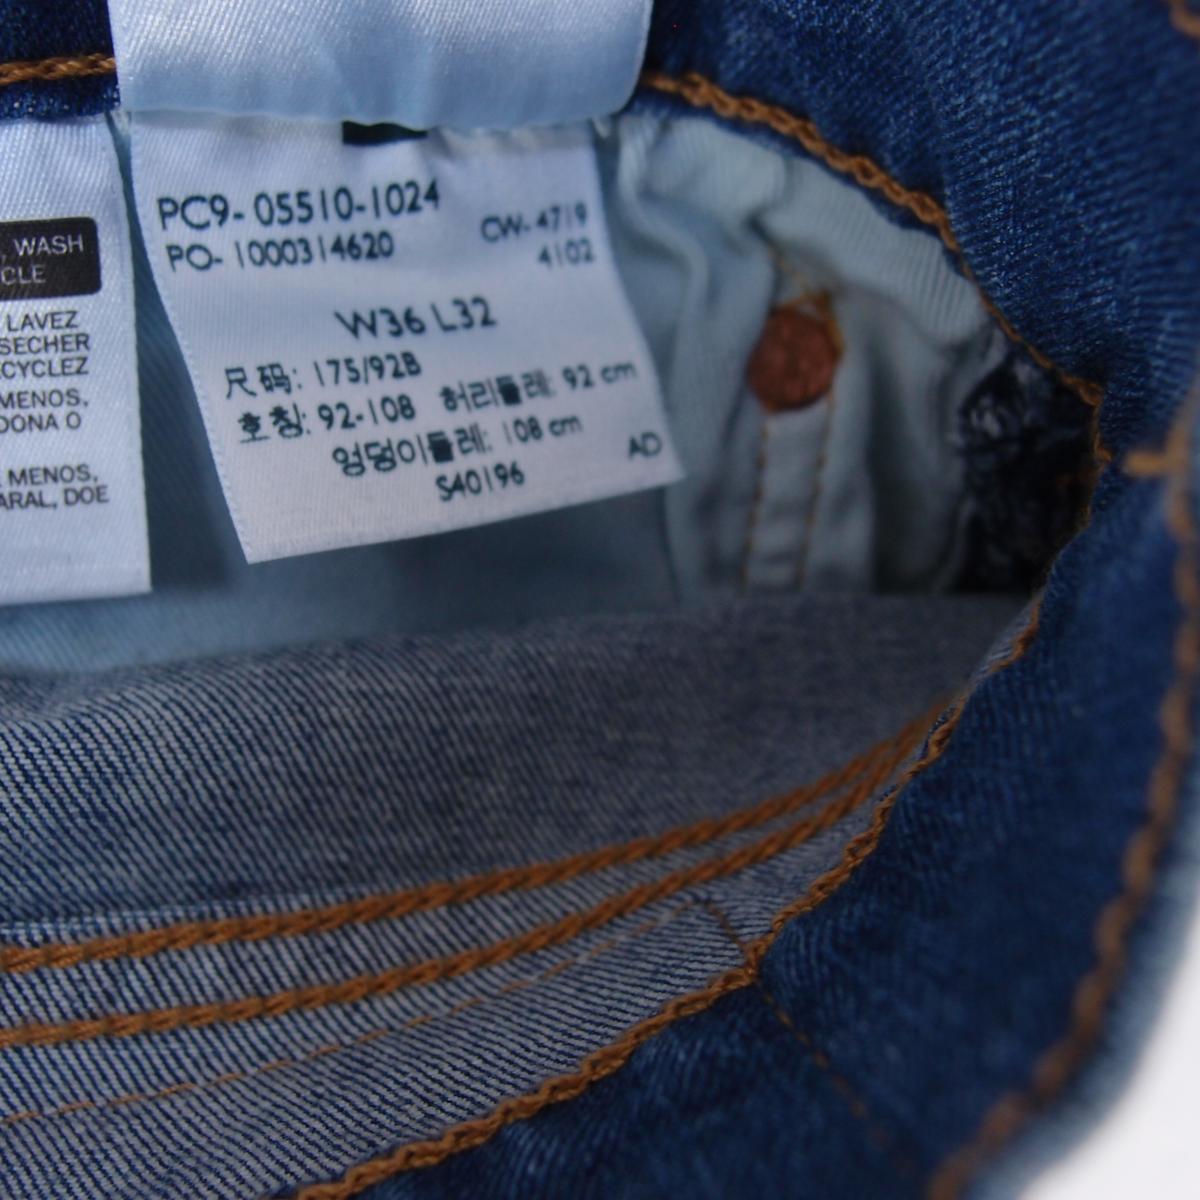 , WASH
CLE
LAVEZ
SECHER
ECYCLEZ
MENOS,
DONA O
MENOS,
ARAL, DOE
PC9-05510-1024
PO-1000314620
CW-4719
4102
W36 L32
尺码: 175/92B
호칭: 92-108 허리둘레: 92 cm
엉덩이둘레: 108 cm
AD
S40196